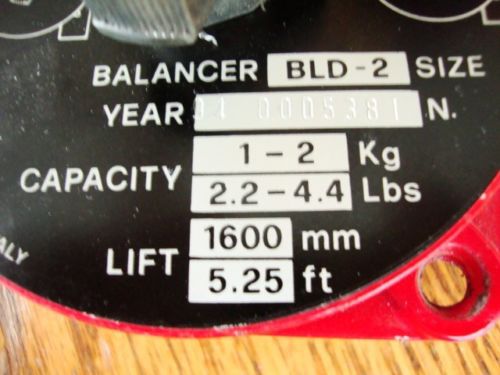 BALANCER BLD-2 SIZE
YEAR 94 0005381 N.
CAPACITY 1-2 Kg
2.2-4.4 Lbs
LIFT 1600 mm
5.25 ft